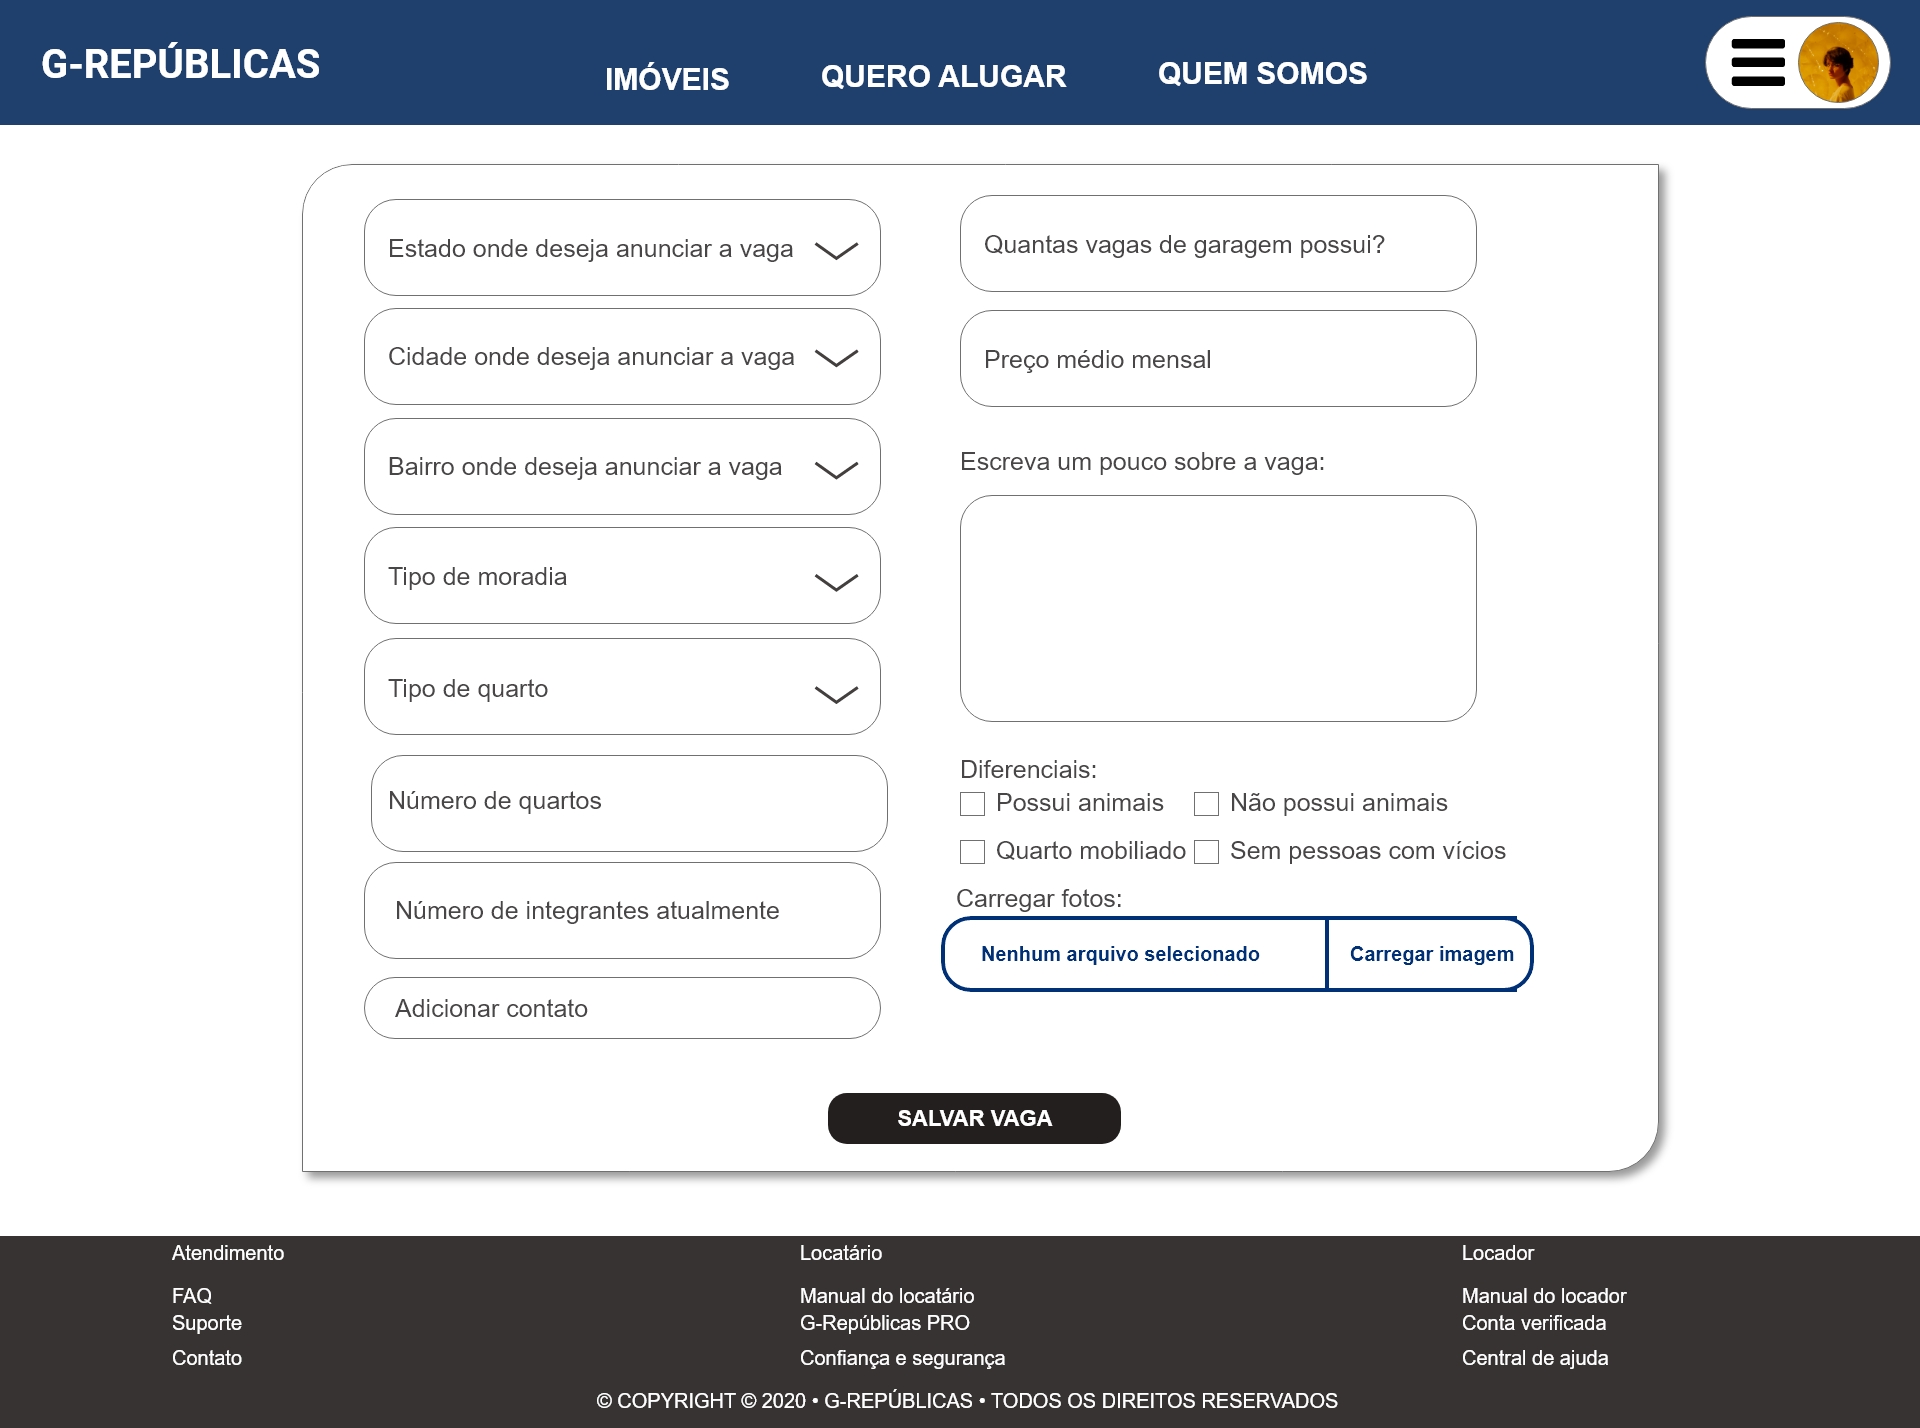 G-REPÚBLICAS
IMÓVEIS
QUERO ALUGAR
QUEM SOMOS
Estado onde deseja anunciar a vaga
Cidade onde deseja anunciar a vaga
Bairro onde deseja anunciar a vaga
Tipo de moradia
Tipo de quarto
Número de quartos
Número de integrantes atualmente
Adicionar contato
Quantas vagas de garagem possui?
Preço médio mensal
Escreva um pouco sobre a vaga:
Diferenciais:
Possui animais
Não possui animais
Quarto mobiliado
Sem pessoas com vícios
Carregar fotos:
Nenhum arquivo selecionado
Carregar imagem
SALVAR VAGA
Atendimento
FAQ
Suporte
Contato
Locatário
Manual do locatário
G-Repúblicas PRO
Confiança e segurança
Locador
Manual do locador
Conta verificada
Central de ajuda
© COPYRIGHT © 2020 • G-REPÚBLICAS • TODOS OS DIREITOS RESERVADOS